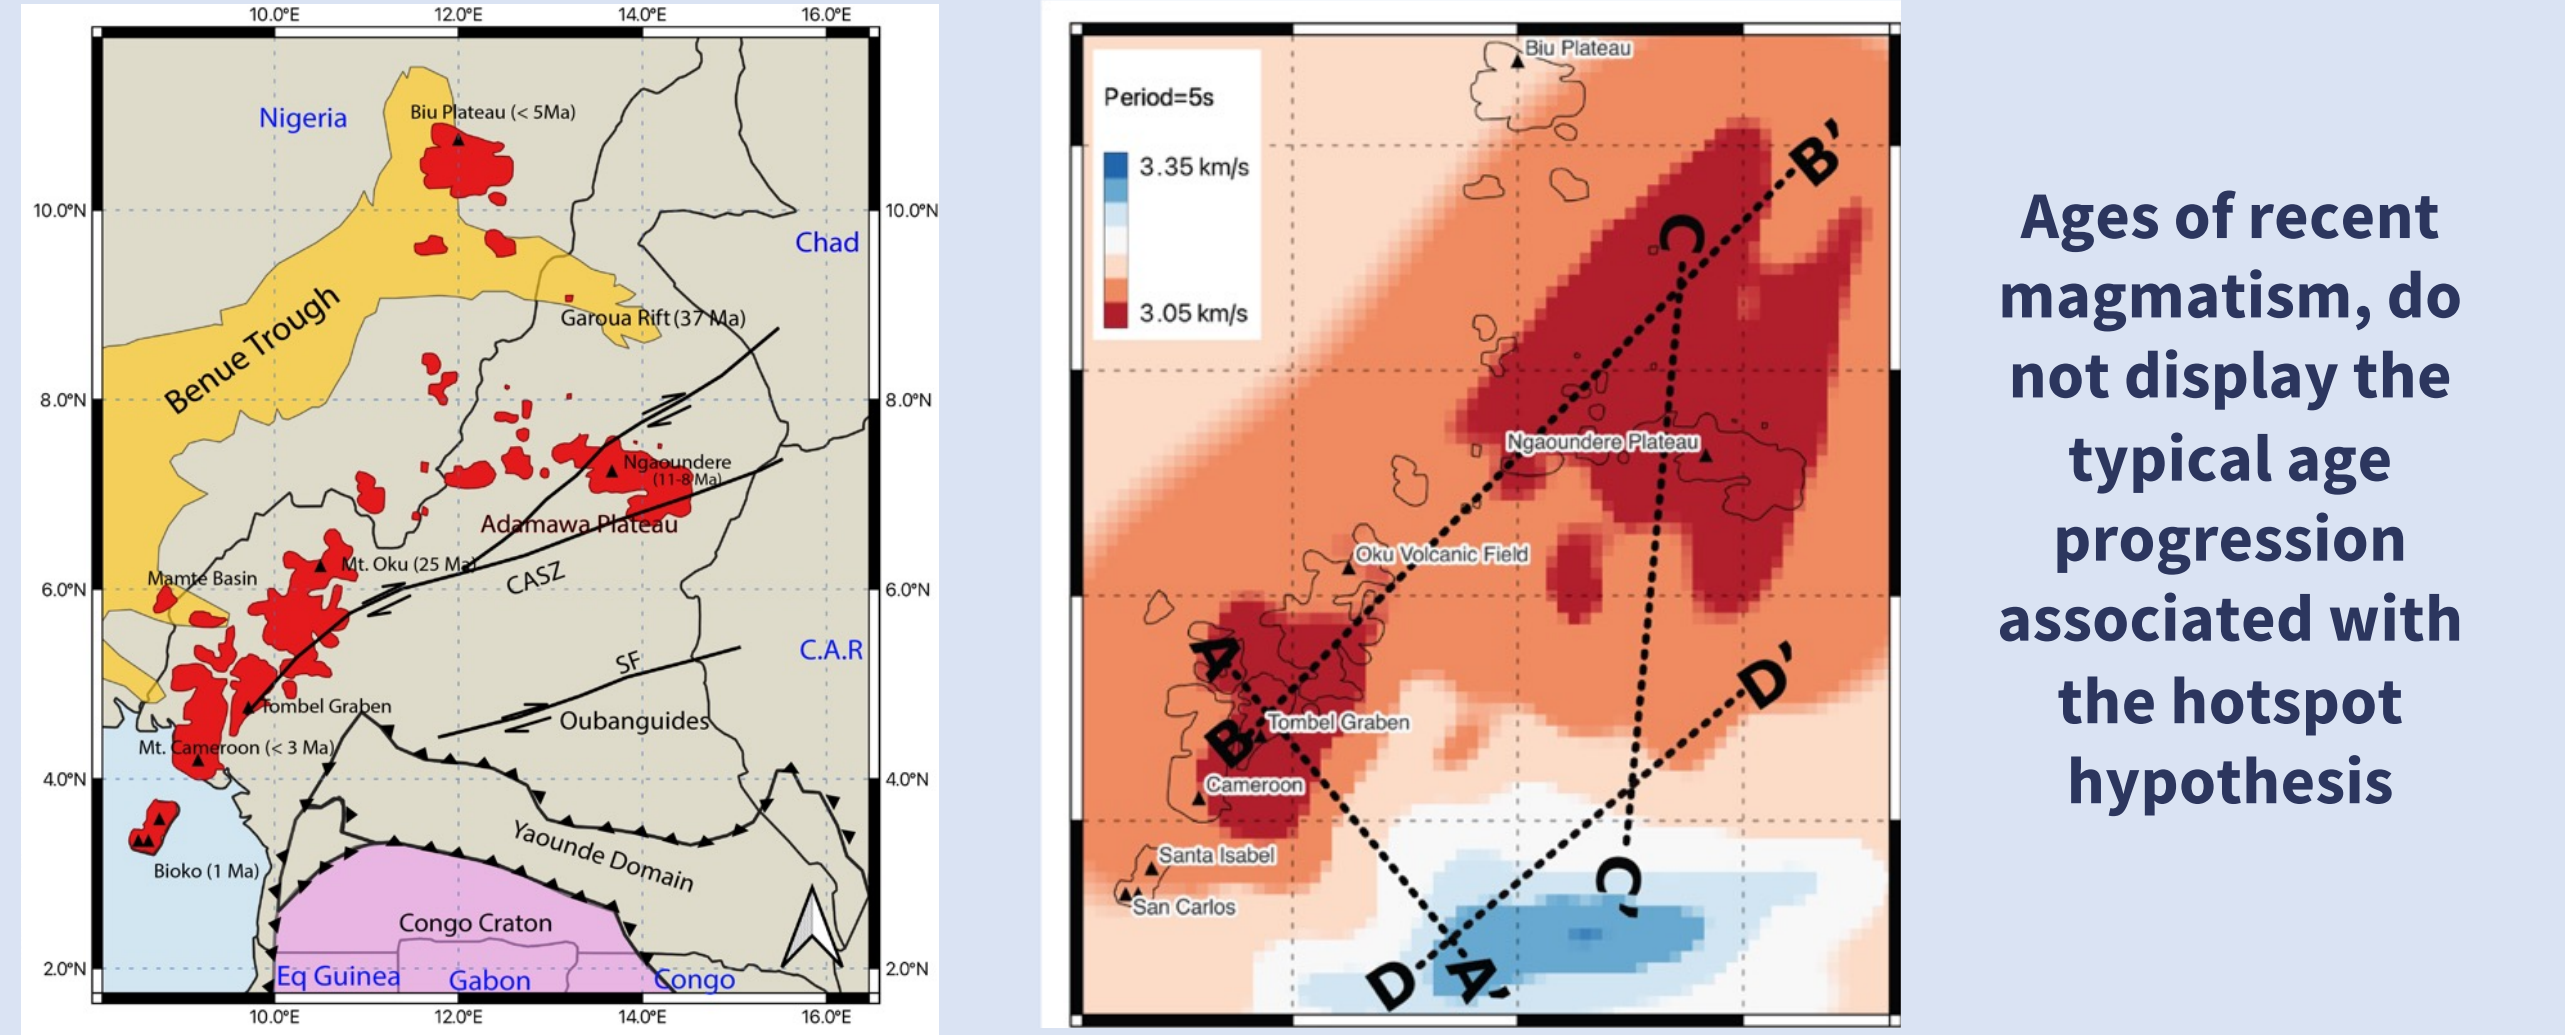 10.0°E 12.0°E 14.0°E 16.0°E
Nigeria
Biu Plateau (< 5Ma)
10.0°N
10.0°N
Chad
Benue Trough
Garoua Rift (37 Ma)
8.0°N
8.0°N
Ngaoundere
(11-8 Ma)
Adamawa Plateau
Mt. Oku (25 Ma)
CASZ
Mamte Basin
6.0°N
6.0°N
C.A.R
SF
Tombel Graben
Oubanguides
Mt. Cameroon (< 3 Ma)
4.0°N
4.0°N
Yaounde Domain
Bioko (1 Ma)
Congo Craton
2.0°N
2.0°N
Eq Guinea
Gabon
Congo
10.0°E 12.0°E 14.0°E 16.0°E
Biu Plateau
Period=5s
3.35 km/s
3.05 km/s
B’
C
Ngaoundere Plateau
Oku Volcanic Field
A
D’
Tombel Graben
B
Cameroon
Santa Isabel
San Carlos
C’
D
A’
Ages of recent
magmatism, do
not display the
typical age
progression
associated with
the hotspot
hypothesis